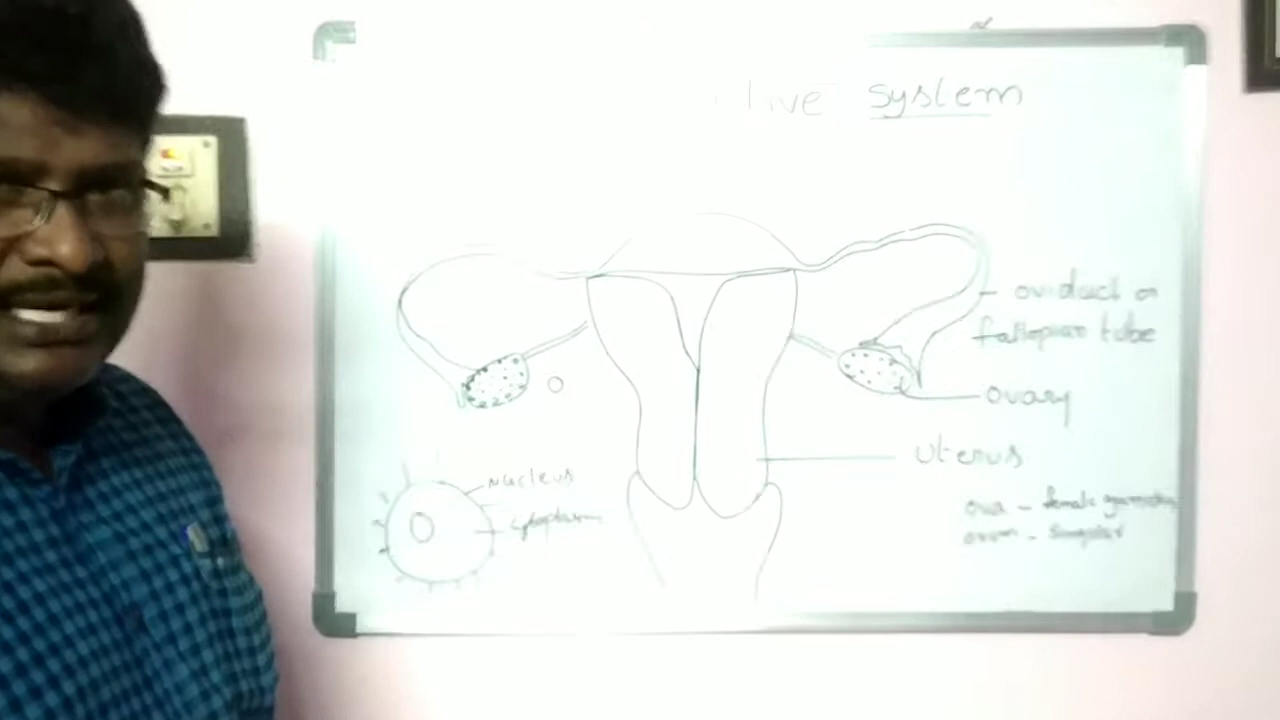 tive system
oviduct or
fallopian tube
ovary
uterus
nucleus
cytoplasm
ova - female gametes
ovum - singular